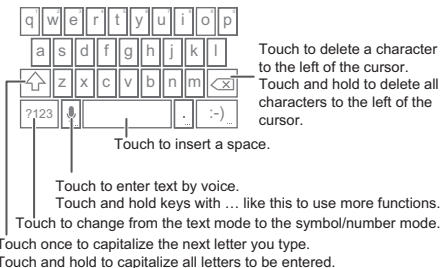 q w e r t y u i o p
a s d f g h j k l
z x c v b n m
?123 . :-)
Touch to delete a character
to the left of the cursor.
Touch and hold to delete all
characters to the left of the
cursor.
Touch to insert a space.
Touch to enter text by voice.
Touch and hold keys with … like this to use more functions.
Touch to change from the text mode to the symbol/number mode.
Touch once to capitalize the next letter you type.
Touch and hold to capitalize all letters to be entered.